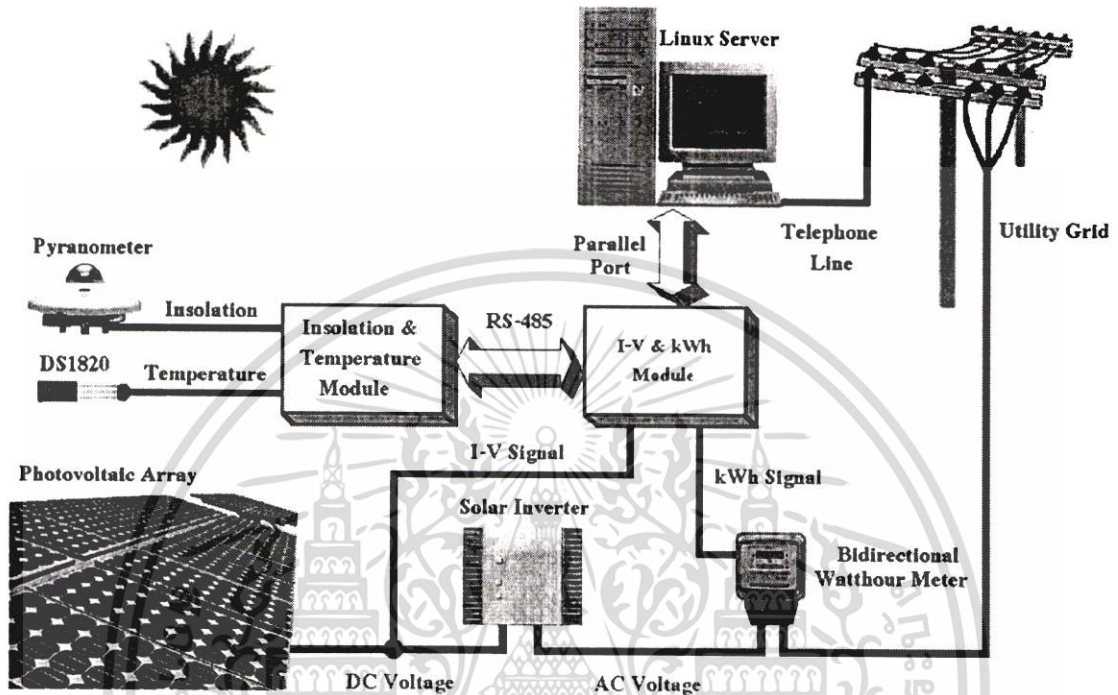 Linux Server
Pyranometer
Parallel
Port
Telephone
Line
Utility Grid
Insolation
Insolation &
Temperature
Module
RS-485
I-V & kWh
Module
DS1820
Temperature
I-V Signal
kWh Signal
Photovoltaic Array
Solar Inverter
Bidirectional
Watthour Meter
DC Voltage
AC Voltage